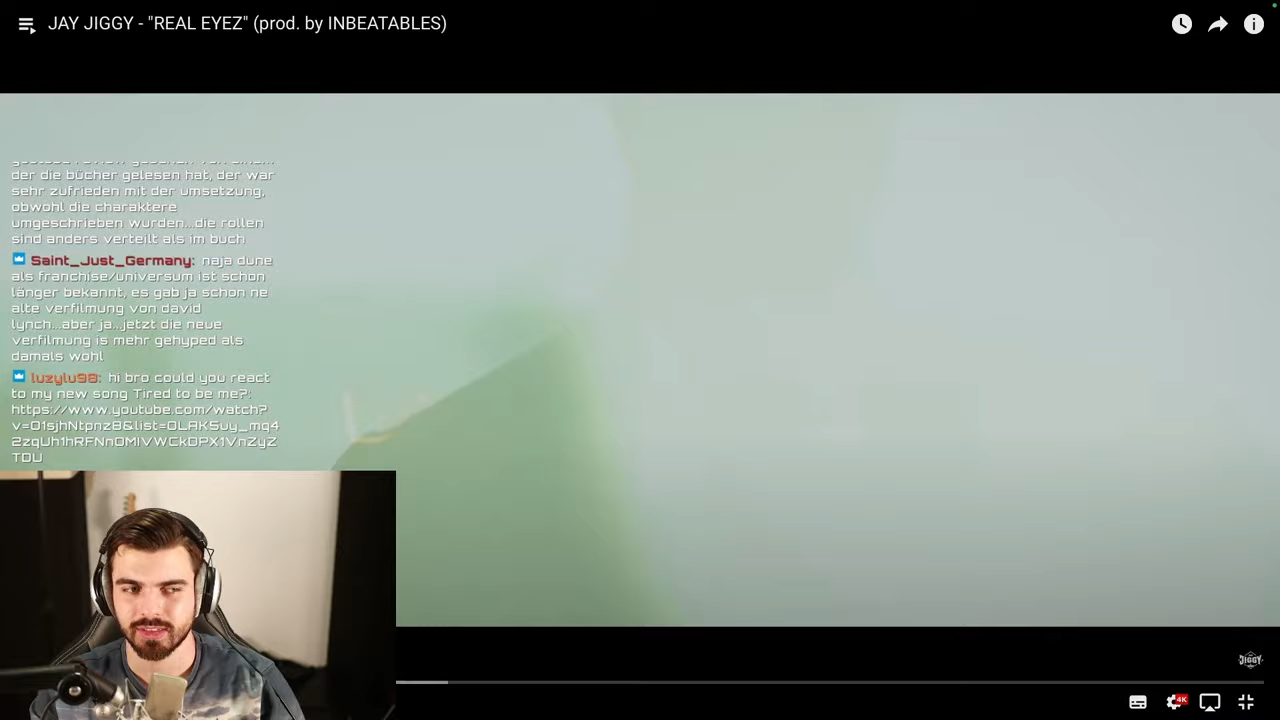 JAY JIGGY - "REAL EYEZ" (prod. by INBEATABLES)
der die bücher gelesen hat, der war
sehr zufrieden mit der umsetzung,
obwohl die charaktere
umgeschrieben wurden...die rollen
sind anders verteilt als im buch
Saint_Just_Germany: naja dune
als franchise/universum ist schon
länger bekannt, es gab ja schon ne
alte verfilmung von david
lynch...aber ja...jetzt die neue
verfilmung is mehr gehyped als
damals wohl
luzylu98: hi bro could you react
to my new song Tired to be me?:
https://www.youtube.com/watch?
TDU
JIGGY
4K